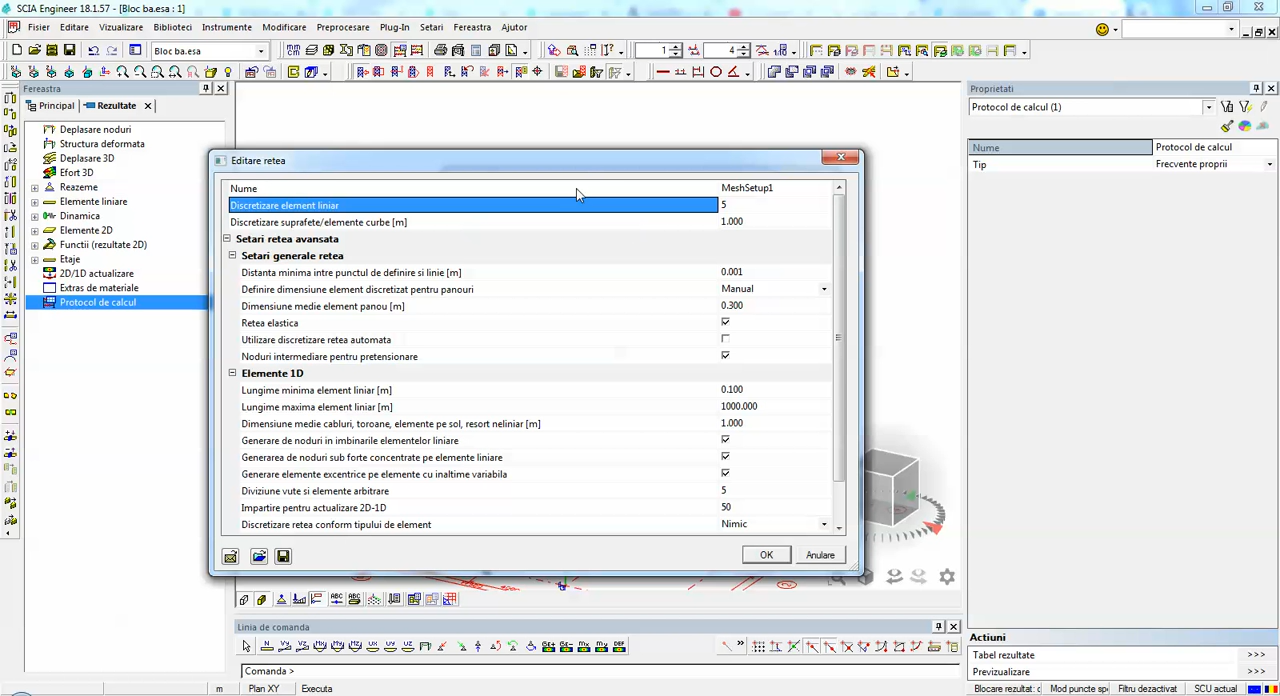 SCIA Engineer 18.1.57 - [Bloc ba.esa : 1]
Fisier Editare Vizualizare Biblioteci Instrumente Modificare Preprocesare Plug-In Setari Fereastra Ajutor
Bloc ba.esa 1 4
Fereastra
Principal Rezultate
Deplasare noduri
Structura deformata
Deplasare 3D
Efort 3D
Reazeme
Elemente liniare
Dinamica
Elemente 2D
Functii (rezultate 2D)
Etaje
2D/1D actualizare
Extras de materiale
Protocol de calcul
Editare retea
Nume MeshSetup1
Discretizare element liniar 5
Discretizare suprafete/elemente curbe [m] 1.000
Setari retea avansata
Setari generale retea
Distanta minima intre punctul de definire si linie [m] 0.001
Definire dimensiune element discretizat pentru panouri Manual
Dimensiune medie element panou [m] 0.300
Retea elastica
Utilizare discretizare retea automata
Noduri intermediare pentru pretensionare
Elemente 1D
Lungime minima element liniar [m] 0.100
Lungime maxima element liniar [m] 1000.000
Dimensiune medie cabluri, toroane, elemente pe sol, resort neliniar [m] 1.000
Generare de noduri in imbinarile elementelor liniare
Generarea de noduri sub forte concentrate pe elemente liniare
Generare elemente excentrice pe elemente cu inaltime variabila
Diviziune vute si elemente arbitrare 5
Impartire pentru actualizare 2D-1D 50
Discretizare retea conform tipului de element Nimic
OK Anulare
Proprietati
Protocol de calcul (1)
Nume Protocol de calcul
Tip Frecvente proprii
Actiuni
Tabel rezultate >>>
Previzualizare >>>
Linia de comanda
Comanda >
m Plan XY Executa
Blocare rezultat: c Mod puncte sp Filtru dezactivat SCU actual